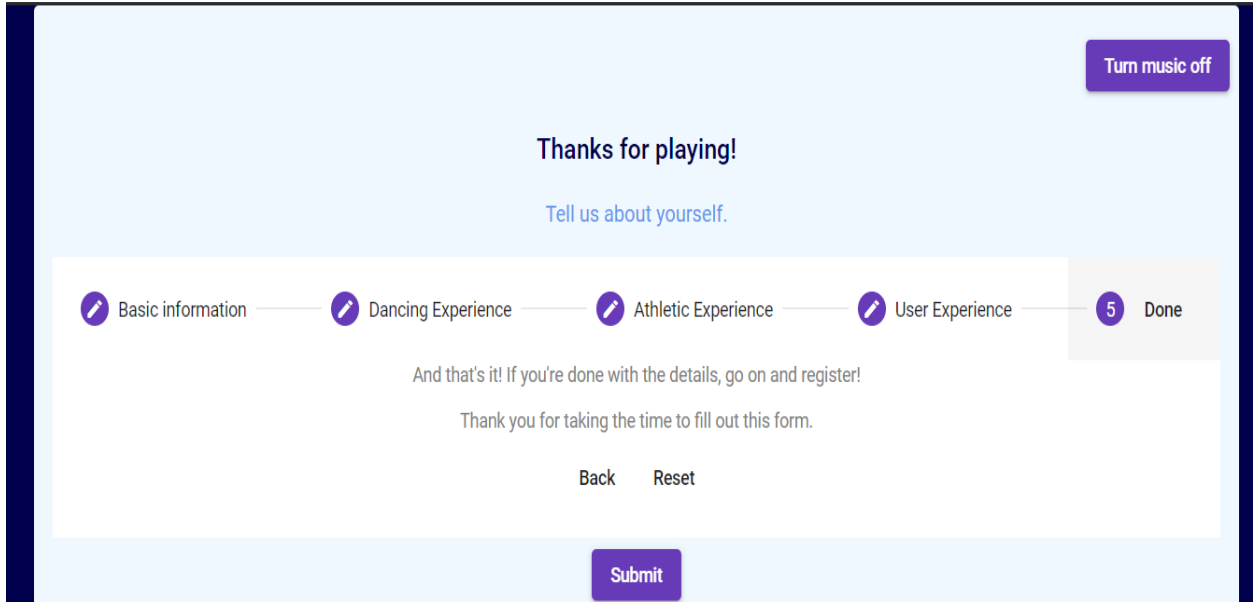 Turn music off
Thanks for playing!
Tell us about yourself.
Basic information Dancing Experience Athletic Experience User Experience 5 Done
And that's it! If you're done with the details, go on and register!
Thank you for taking the time to fill out this form.
Back Reset
Submit